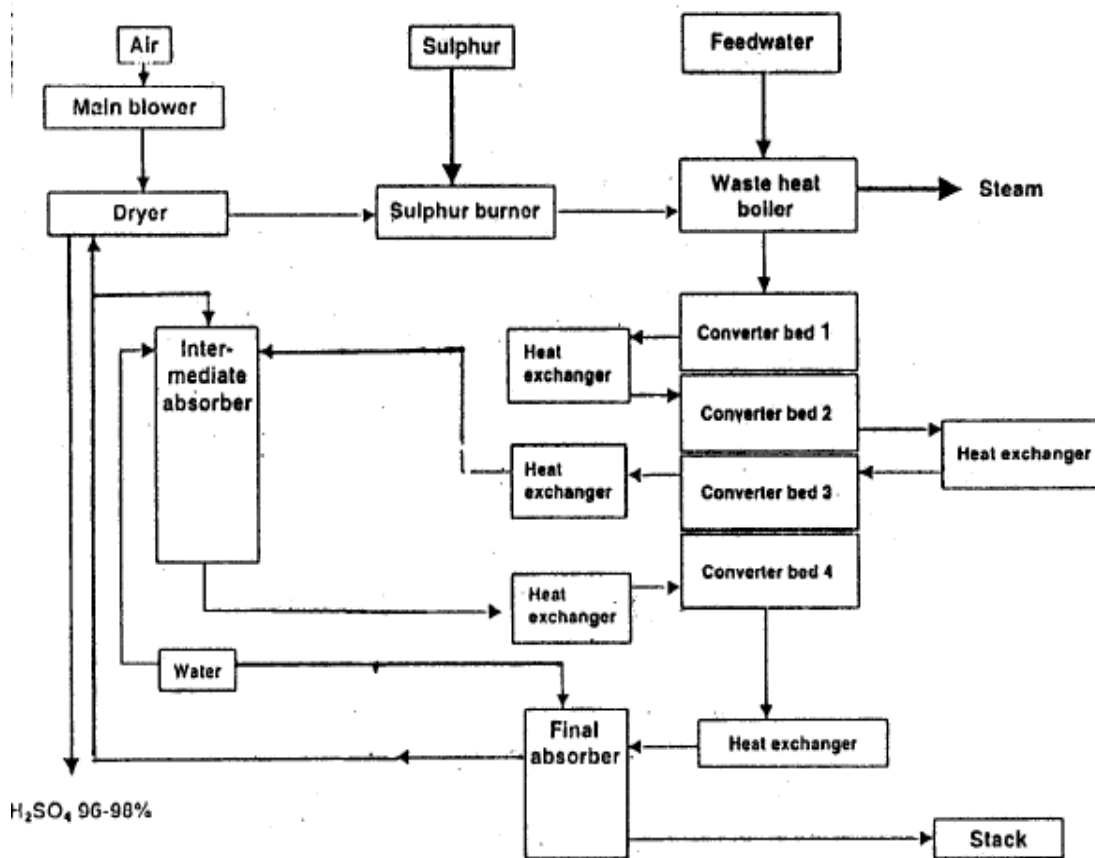 Air
Sulphur
Feedwater
Main blower
Waste heat
boiler
Steam
Dryer
Sulphur burner
Converter bed 1
Inter-
mediate
absorber
Heat
exchanger
Converter bed 2
Heat exchanger
Heat
exchanger
Converter bed 3
Converter bed 4
Heat
exchanger
Water
Final
absorber
Heat exchanger
H₂SO₄ 96-98%
Stack